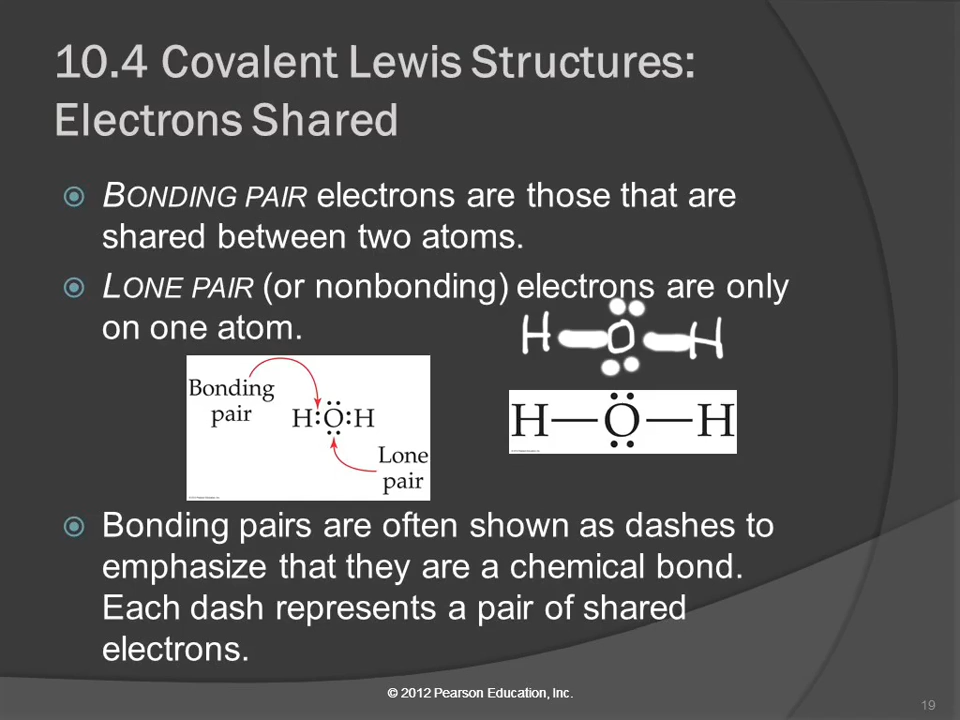 10.4 Covalent Lewis Structures:
Electrons Shared
BONDING PAIR electrons are those that are
shared between two atoms.
LONE PAIR (or nonbonding) electrons are only
on one atom.
H O H
Bonding
pair
H:O:H
Lone
pair
H—O—H
Bonding pairs are often shown as dashes to
emphasize that they are a chemical bond.
Each dash represents a pair of shared
electrons.
© 2012 Pearson Education, Inc.
19